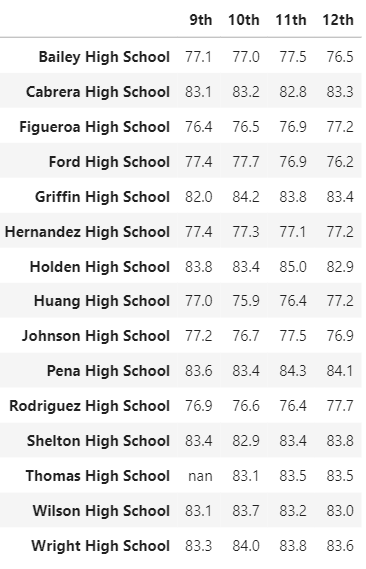 9th 10th 11th 12th
Bailey High School 77.1 77.0 77.5 76.5
Cabrera High School 83.1 83.2 82.8 83.3
Figueroa High School 76.4 76.5 76.9 77.2
Ford High School 77.4 77.7 76.9 76.2
Griffin High School 82.0 84.2 83.8 83.4
Hernandez High School 77.4 77.3 77.1 77.2
Holden High School 83.8 83.4 85.0 82.9
Huang High School 77.0 75.9 76.4 77.2
Johnson High School 77.2 76.7 77.5 76.9
Pena High School 83.6 83.4 84.3 84.1
Rodriguez High School 76.9 76.6 76.4 77.7
Shelton High School 83.4 82.9 83.4 83.8
Thomas High School nan 83.1 83.5 83.5
Wilson High School 83.1 83.7 83.2 83.0
Wright High School 83.3 84.0 83.8 83.6